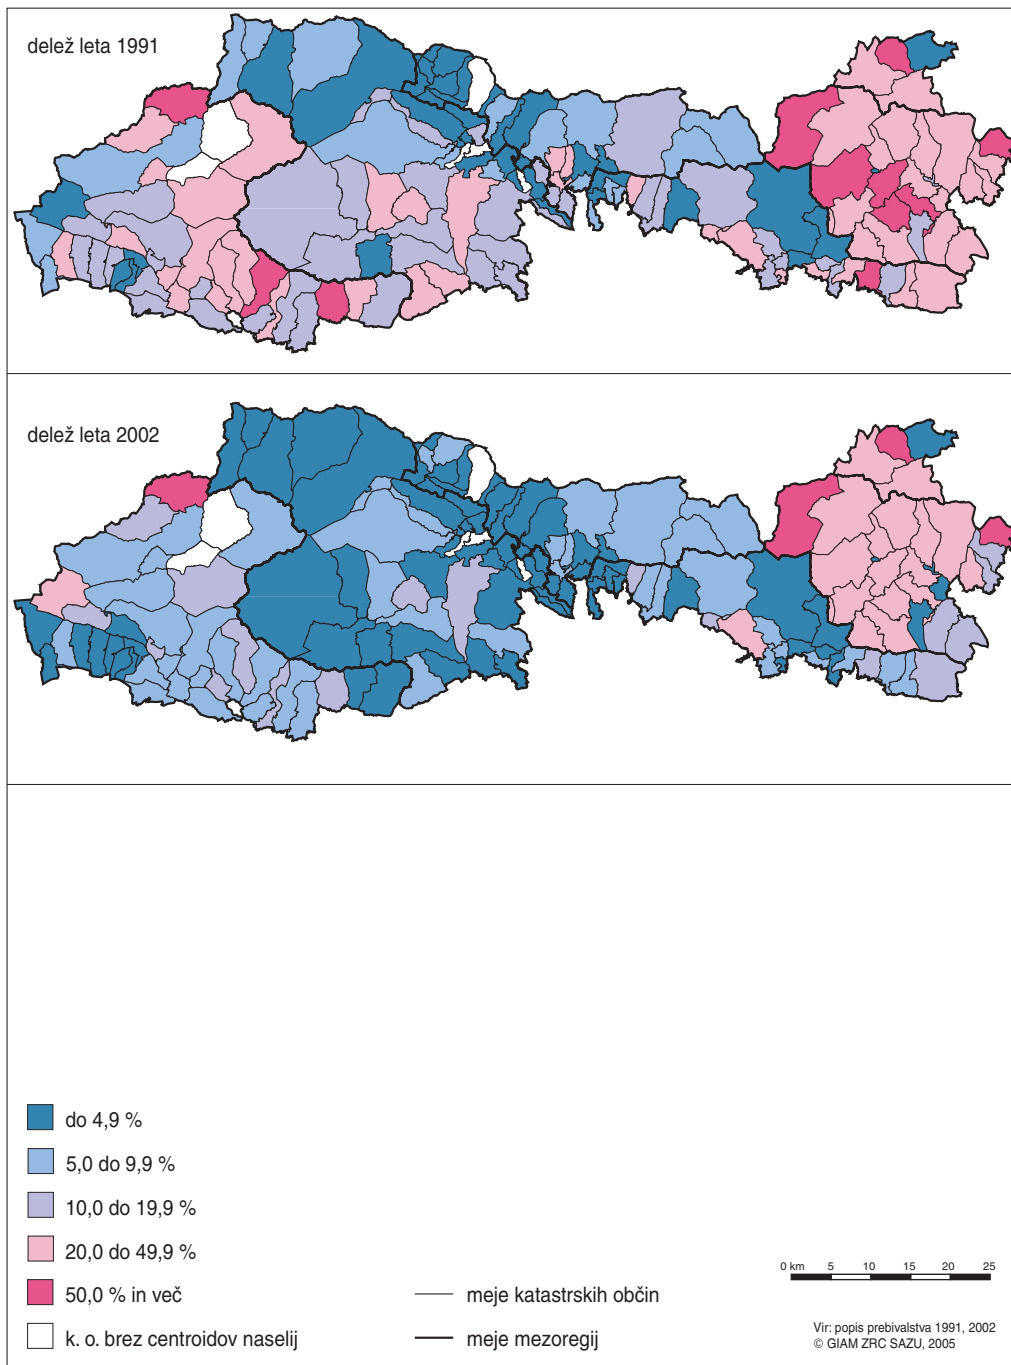 delež leta 1991
delež leta 2002
do 4,9 %
5,0 do 9,9 %
10,0 do 19,9 %
20,0 do 49,9 %
50,0 % in več
k. o. brez centroidov naselij
meje katastrskih občin
meje mezoregij
0 km 5 10 15 20 25
Vir: popis prebivalstva 1991, 2002
© GIAM ZRC SAZU, 2005